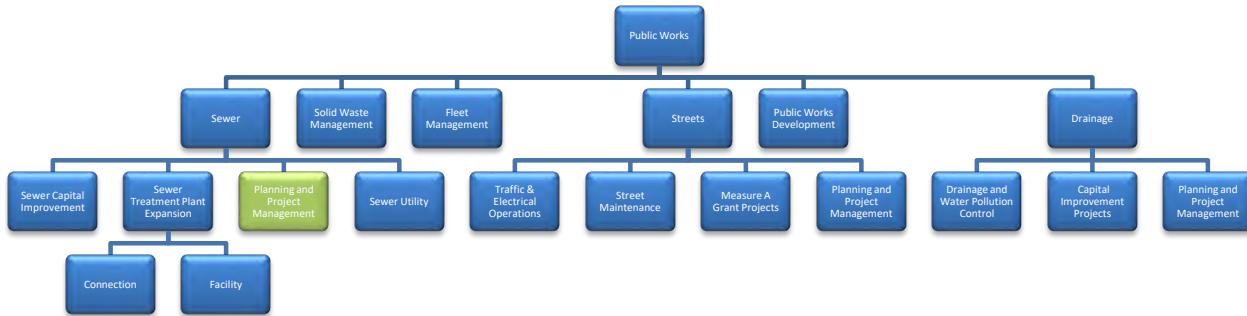 Public Works
Sewer
Solid Waste
Management
Fleet
Management
Streets
Public Works
Development
Drainage
Sewer Capital
Improvement
Sewer
Treatment Plant
Expansion
Planning and
Project
Management
Sewer Utility
Traffic &
Electrical
Operations
Street
Maintenance
Measure A
Grant Projects
Planning and
Project
Management
Drainage and
Water Pollution
Control
Capital
Improvement
Projects
Planning and
Project
Management
Connection
Facility